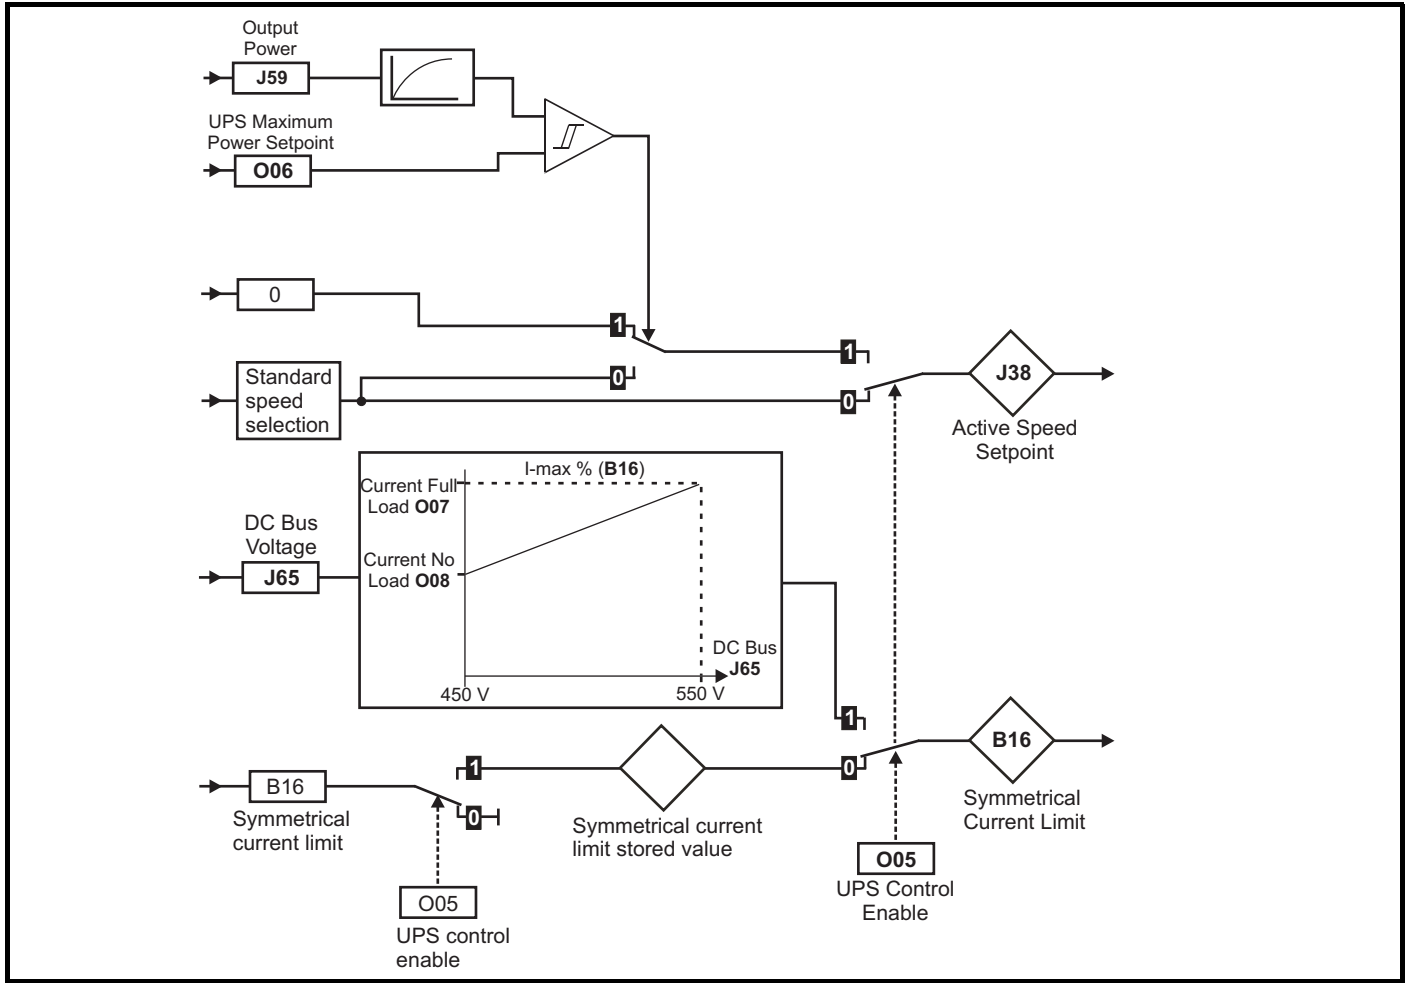 Output
Power
J59
UPS Maximum
Power Setpoint
O06
0
1
0
Standard
speed
selection
1
0
J38
Active Speed
Setpoint
I-max % (B16)
Current Full
Load O07
Current No
Load O08
DC Bus
Voltage
J65
DC Bus
J65
450 V
550 V
1
0
B16
Symmetrical
Current Limit
B16
Symmetrical
current limit
1
0
Symmetrical current
limit stored value
O05
UPS Control
Enable
O05
UPS control
enable